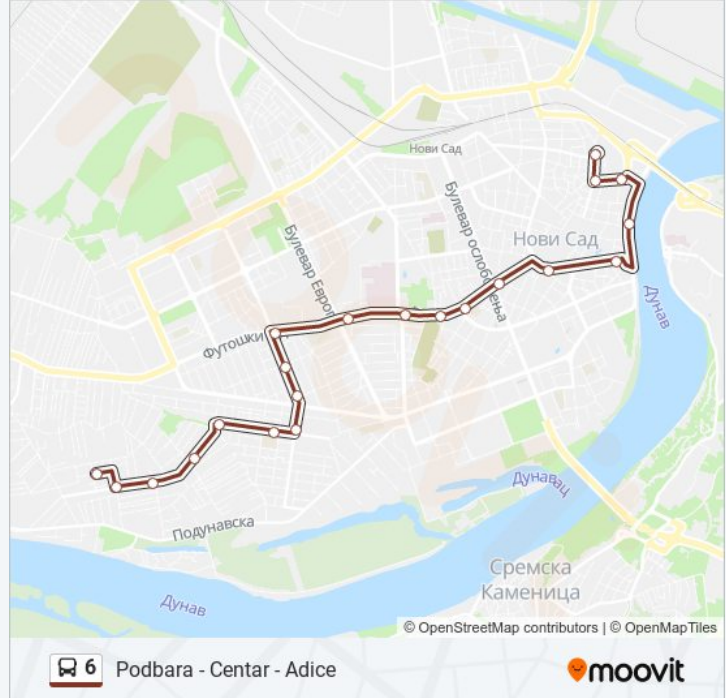 Нови Сад
Булевар Европ
Булевар ослобођења
Нови Сад
Дунав
Футошки
Дунавац
Подунавска
Сремска
Каменица
Дунав
© OpenStreetMap contributors | © OpenMapTiles
6 Podbara - Centar - Adice
moovit